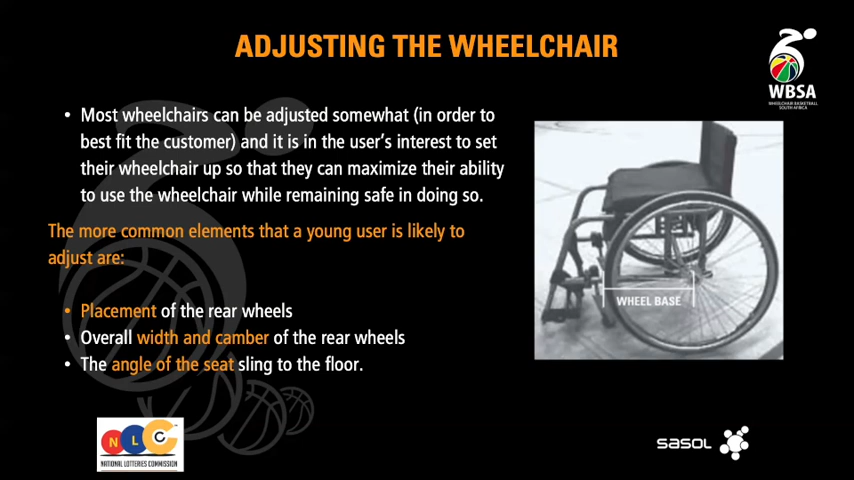 ADJUSTING THE WHEELCHAIR
WBSA
WHEELCHAIR BASKETBALL
SOUTH AFRICA
• Most wheelchairs can be adjusted somewhat (in order to
best fit the customer) and it is in the user's interest to set
their wheelchair up so that they can maximize their ability
to use the wheelchair while remaining safe in doing so.
The more common elements that a young user is likely to
adjust are:
• Placement of the rear wheels
• Overall width and camber of the rear wheels
• The angle of the seat sling to the floor.
WHEEL BASE
NLC
NATIONAL LOTTERIES COMMISSION
sasol